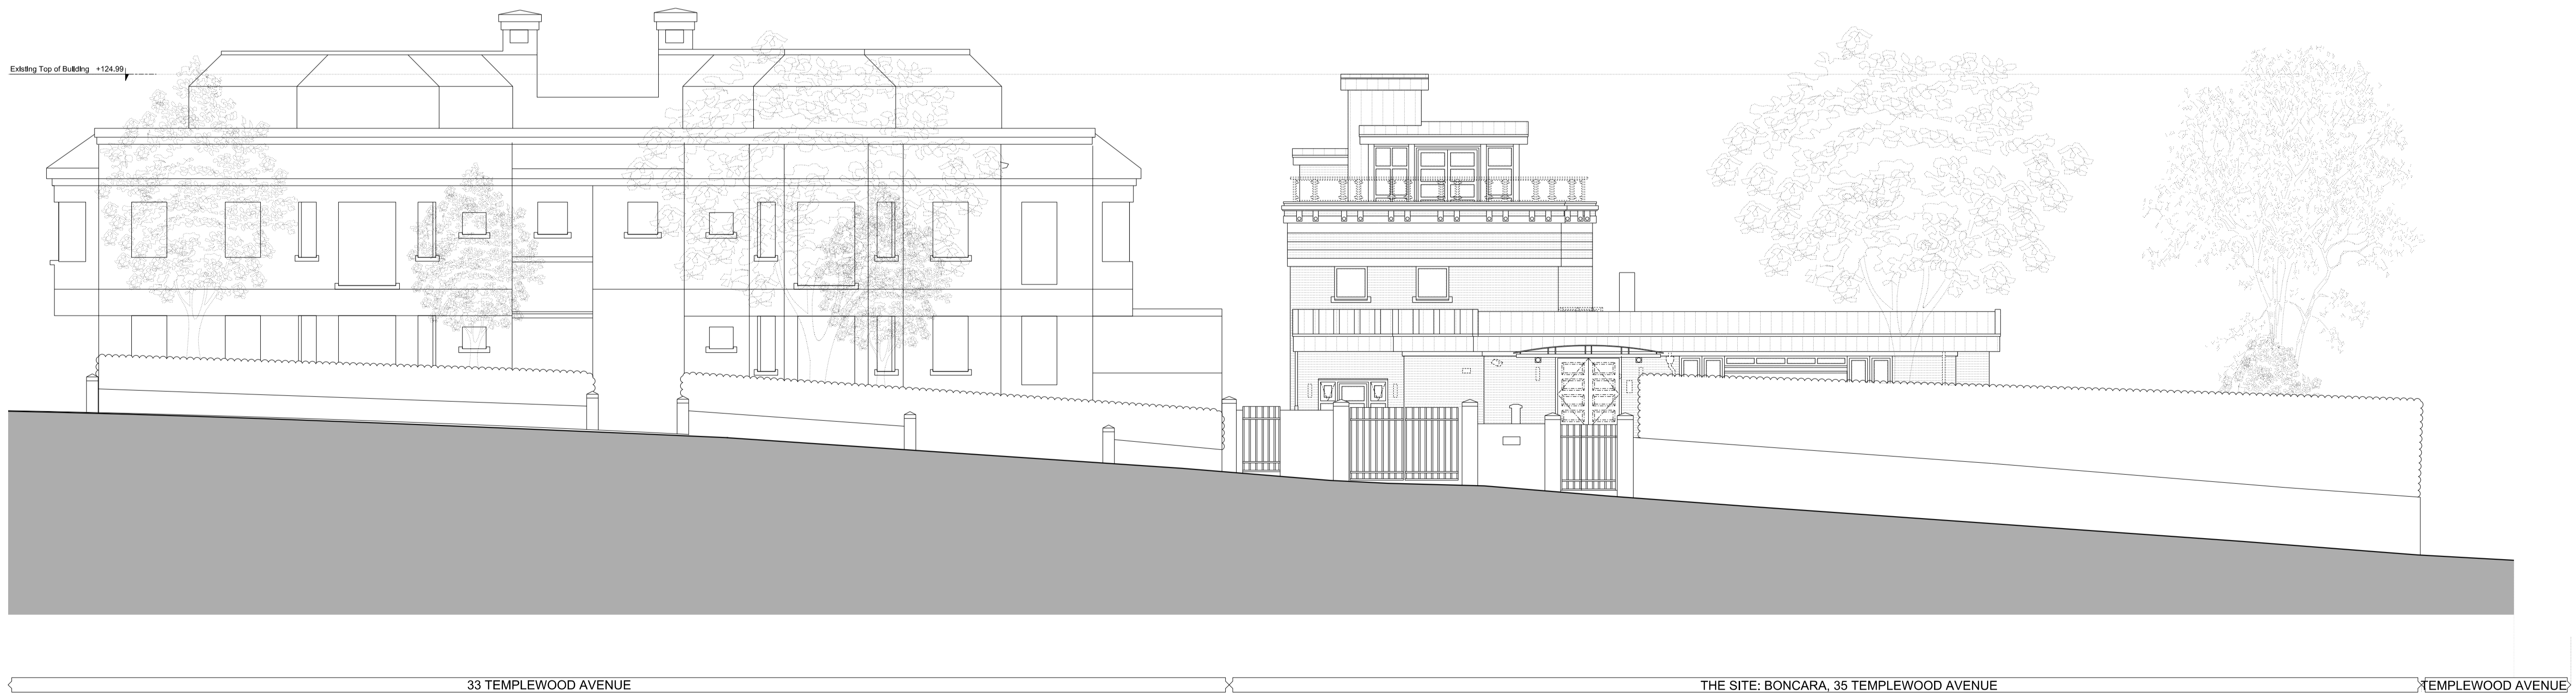 Existing Top of Building +124.99
33 TEMPLEWOOD AVENUE
THE SITE: BONCARA, 35 TEMPLEWOOD AVENUE
TEMPLEWOOD AVENUE